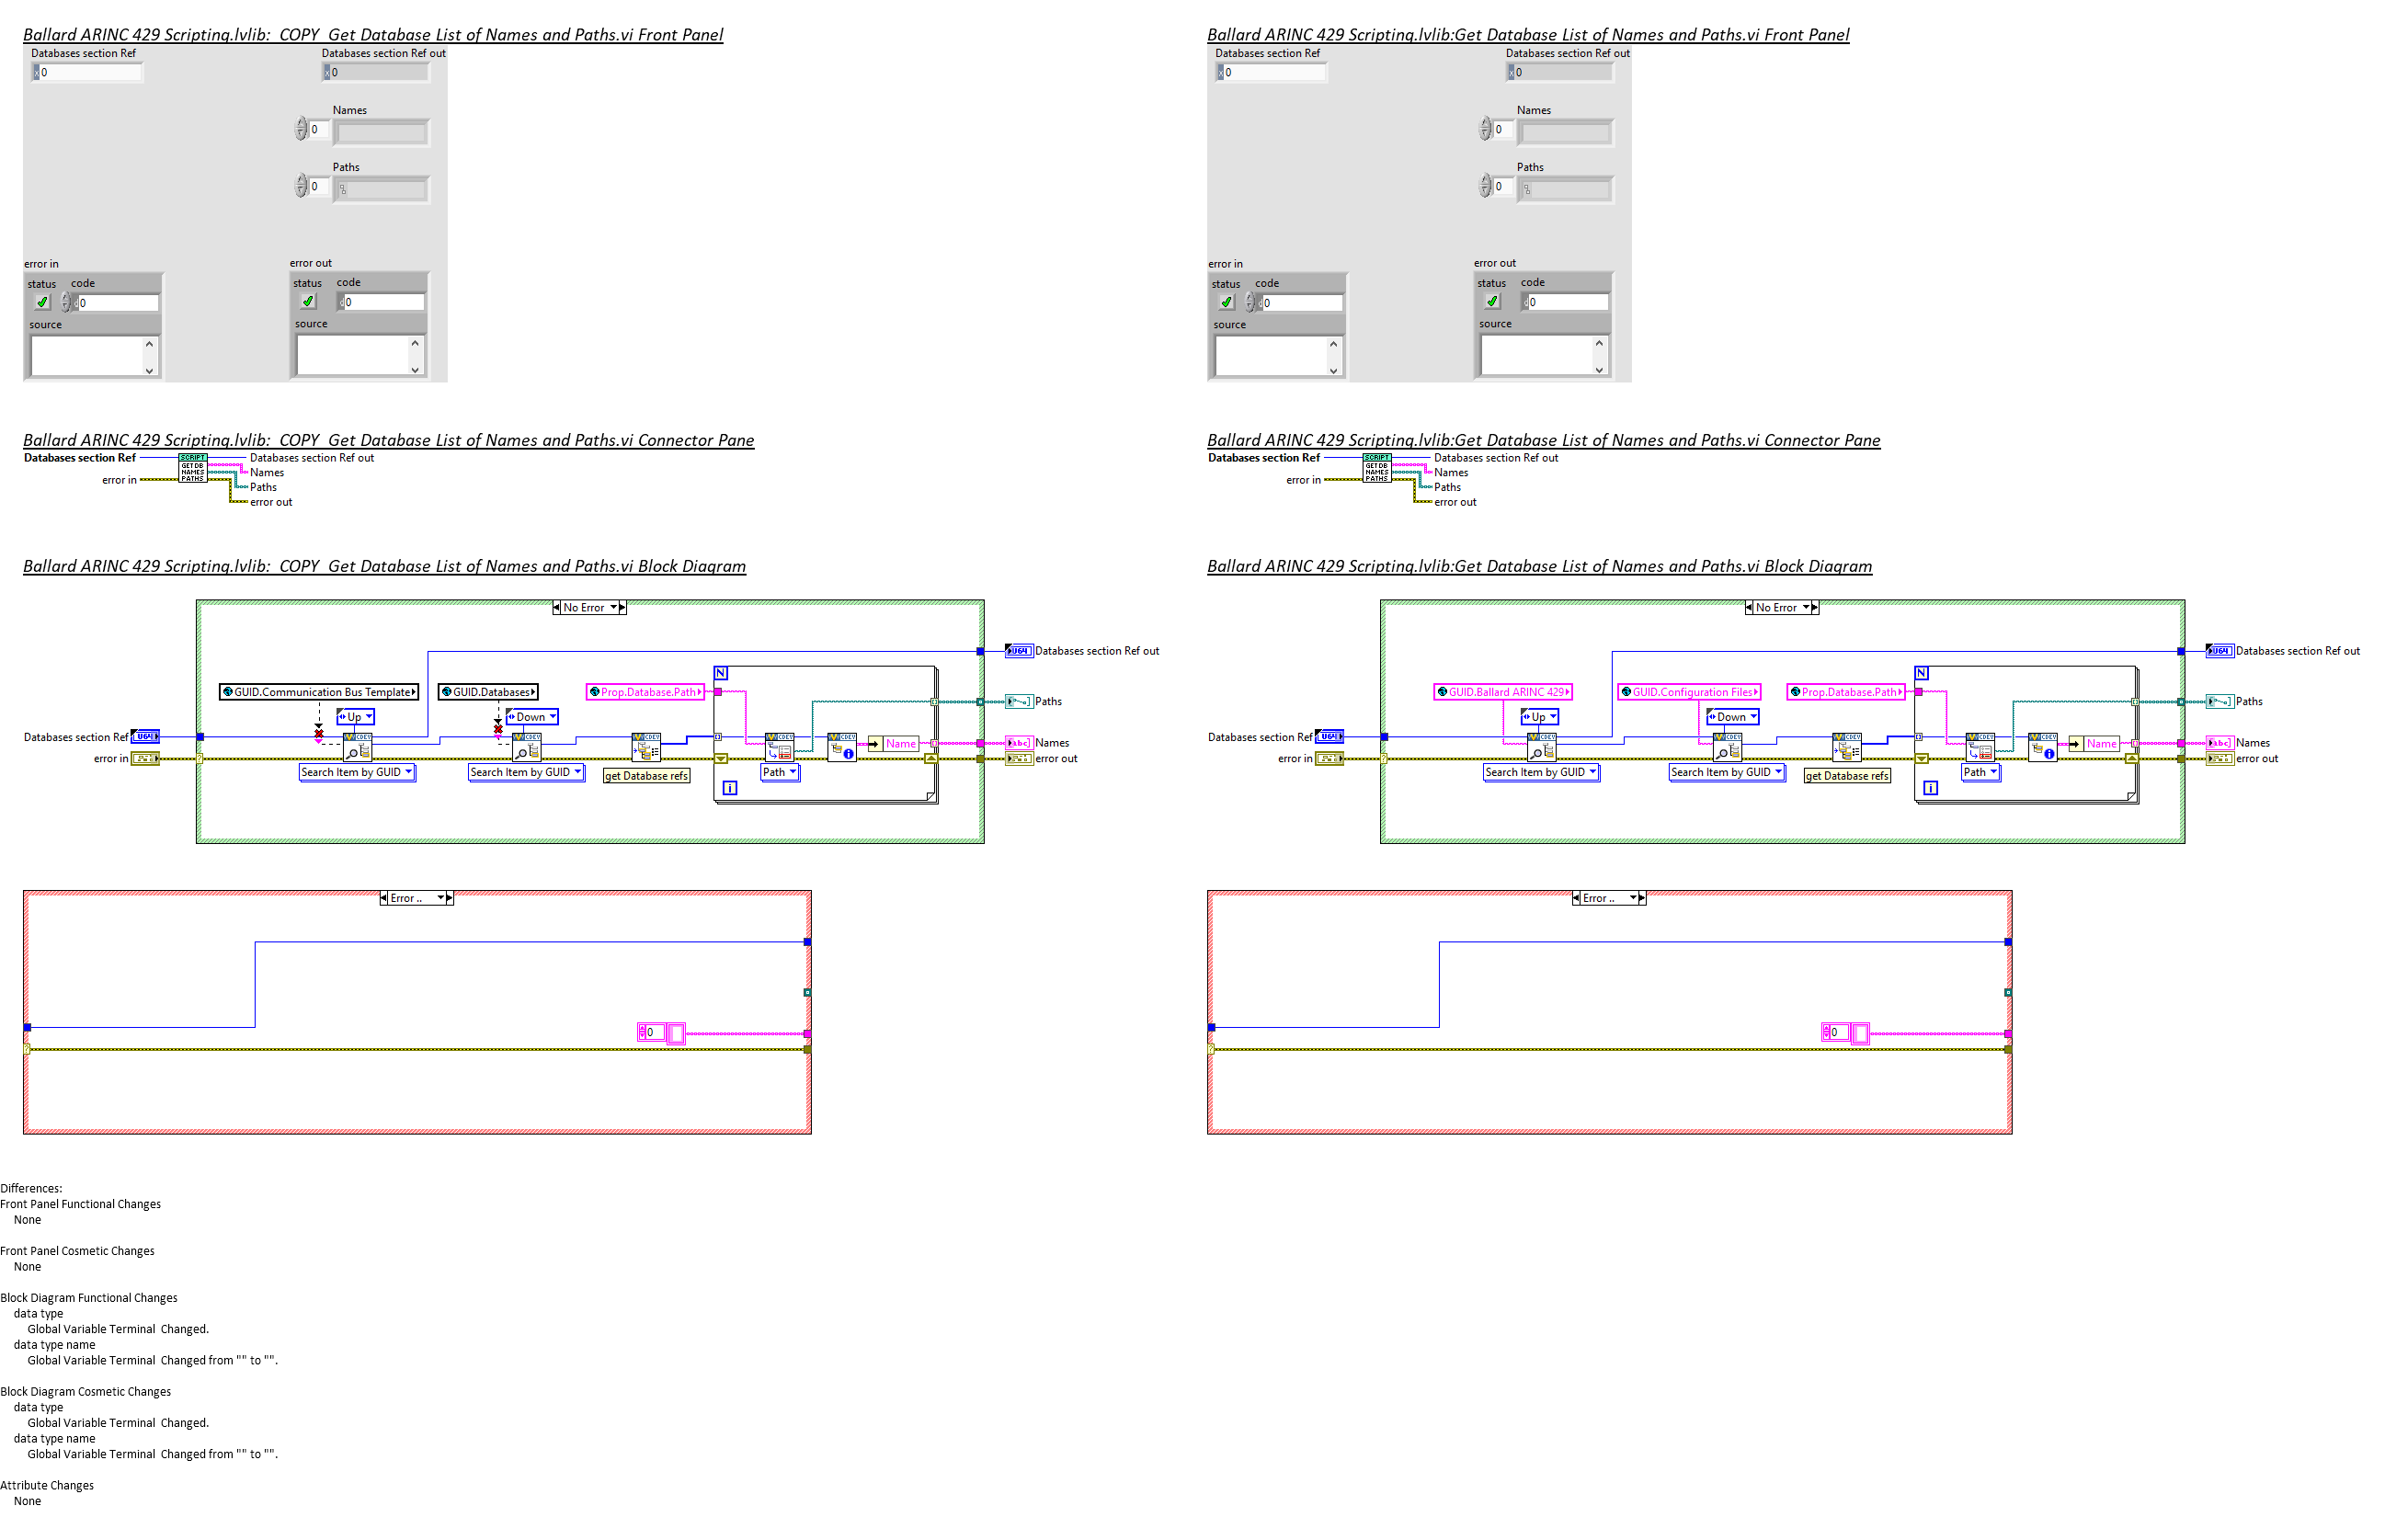 Ballard ARINC 429 Scripting.lvlib:  COPY  Get Database List of Names and Paths.vi Front Panel
Databases section Ref
Databases section Ref out
x 0
x 0
Names
0
Paths
0
error in
error out
status
code
status
code
d 0
d 0
source
source
Ballard ARINC 429 Scripting.lvlib:Get Database List of Names and Paths.vi Front Panel
Databases section Ref
Databases section Ref out
x 0
x 0
Names
0
Paths
0
error in
error out
status
code
status
code
d 0
d 0
source
source
Ballard ARINC 429 Scripting.lvlib:  COPY  Get Database List of Names and Paths.vi Connector Pane
Databases section Ref
SCRIPT
GET DB
NAMES
PATHS
Databases section Ref out
Names
error in
Paths
error out
Ballard ARINC 429 Scripting.lvlib:Get Database List of Names and Paths.vi Connector Pane
Databases section Ref
SCRIPT
GET DB
NAMES
PATHS
Databases section Ref out
Names
error in
Paths
error out
Ballard ARINC 429 Scripting.lvlib:  COPY  Get Database List of Names and Paths.vi Block Diagram
No Error
U64
Databases section Ref out
N
GUID.Communication Bus Template
GUID.Databases
Prop.Database.Path
Up
Down
Paths
Databases section Ref
U64
CDEV
CDEV
CDEV
CDEV
CDEV
Name
abc
Names
error in
error out
Search Item by GUID
Search Item by GUID
get Database refs
Path
i
Error ..
0
Ballard ARINC 429 Scripting.lvlib:Get Database List of Names and Paths.vi Block Diagram
No Error
U64
Databases section Ref out
N
GUID.Ballard ARINC 429
GUID.Configuration Files
Prop.Database.Path
Up
Down
Paths
Databases section Ref
U64
CDEV
CDEV
CDEV
CDEV
CDEV
Name
abc
Names
error in
error out
Search Item by GUID
Search Item by GUID
get Database refs
Path
i
Error ..
0
Differences:
Front Panel Functional Changes
None
Front Panel Cosmetic Changes
None
Block Diagram Functional Changes
data type
Global Variable Terminal  Changed.
data type name
Global Variable Terminal  Changed from "" to "".
Block Diagram Cosmetic Changes
data type
Global Variable Terminal  Changed.
data type name
Global Variable Terminal  Changed from "" to "".
Attribute Changes
None